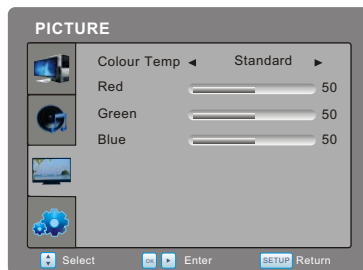 PICTURE
Colour Temp ◄ Standard ►
Red 50
Green 50
Blue 50
Select OK Enter SETUP Return